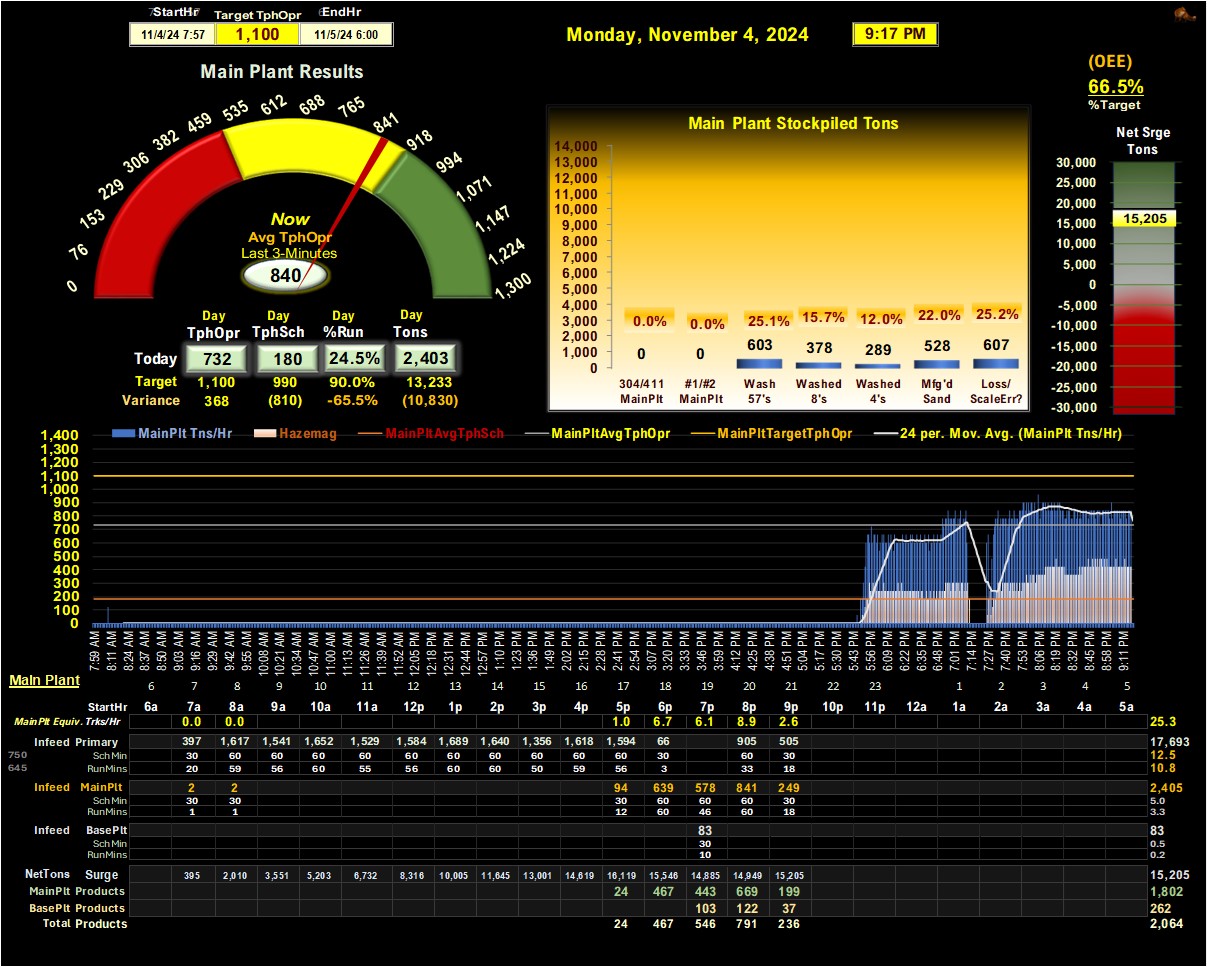 StartHr Target TphOpr EndHr
11/4/24 7:57 1,100 11/5/24 6:00
Monday, November 4, 2024 9:17 PM
(OEE)
66.5%
%Target
Main Plant Results
0 76 153 229 306 382 459 535 612 688 765 841 918 994 1,071 1,147 1,224 1,300
Now
Avg TphOpr
Last 3-Minutes
840
Day Day Day Day
TphOpr TphSch %Run Tons
Today 732 180 24.5% 2,403
Target 1,100 990 90.0% 13,233
Variance 368 (810) -65.5% (10,830)
Main Plant Stockpiled Tons
14,000
13,000
12,000
11,000
10,000
9,000
8,000
7,000
6,000
5,000
4,000
3,000
2,000
1,000
0
0.0% 0.0% 25.1% 15.7% 12.0% 22.0% 25.2%
0 0 603 378 289 528 607
304/411 #1/#2 Wash Washed Washed Mfg'd Loss/
MainPlt MainPlt 57's 8's 4's Sand ScaleErr?
Net Srge
Tons
30,000
25,000
20,000
15,205
10,000
5,000
0
-5,000
-10,000
-15,000
-20,000
-25,000
-30,000
MainPlt Tns/Hr Hazemag MainPltAvgTphSch MainPltAvgTphOpr MainPltTargetTphOpr 24 per. Mov. Avg. (MainPlt Tns/Hr)
1,400
1,300
1,200
1,100
1,000
900
800
700
600
500
400
300
200
100
0
7:58 AM 8:11 AM 8:24 AM 8:37 AM 8:50 AM 9:03 AM 9:16 AM 9:29 AM 9:42 AM 9:55 AM 10:08 AM 10:21 AM 10:34 AM 10:47 AM 11:00 AM 11:13 AM 11:26 AM 11:39 AM 11:52 AM 12:05 PM 12:18 PM 12:31 PM 12:44 PM 12:57 PM 1:10 PM 1:23 PM 1:36 PM 1:49 PM 2:02 PM 2:15 PM 2:28 PM 2:41 PM 2:54 PM 3:07 PM 3:20 PM 3:33 PM 3:46 PM 3:59 PM 4:12 PM 4:25 PM 4:38 PM 4:51 PM 5:04 PM 5:17 PM 5:30 PM 5:43 PM 5:56 PM 6:09 PM 6:22 PM 6:35 PM 6:48 PM 7:01 PM 7:14 PM 7:27 PM 7:40 PM 7:53 PM 8:06 PM 8:19 PM 8:32 PM 8:45 PM 8:58 PM 9:11 PM
Main Plant
6 7 8 9 10 11 12 13 14 15 16 17 18 19 20 21 22 23 1 2 3 4 5
StartHr 6a 7a 8a 9a 10a 11a 12p 1p 2p 3p 4p 5p 6p 7p 8p 9p 10p 11p 12a 1a 2a 3a 4a 5a
MainPlt Equiv. Trks/Hr 0.0 0.0 1.0 6.7 6.1 8.9 2.6 25.3
Infeed Primary 397 1,617 1,541 1,652 1,529 1,584 1,689 1,640 1,356 1,618 1,594 66 905 505 17,693
750 SchMin 30 60 60 60 60 60 60 60 60 60 60 30 60 30 12.5
645 RunMins 20 59 56 60 55 56 60 60 50 59 56 3 33 18 10.8
Infeed MainPlt 2 2 94 639 578 841 249 2,405
SchMin 30 30 30 60 60 60 30 5.0
RunMins 1 1 12 60 46 60 18 3.3
Infeed BasePlt 83 83
SchMin 30 0.5
RunMins 10 0.2
NetTons Surge 395 2,010 3,551 5,203 6,732 8,316 10,005 11,645 13,001 14,619 16,119 15,546 14,885 14,949 15,205 15,205
MainPlt Products 24 467 443 669 199 1,802
BasePlt Products 103 122 37 262
Total Products 24 467 546 791 236 2,064